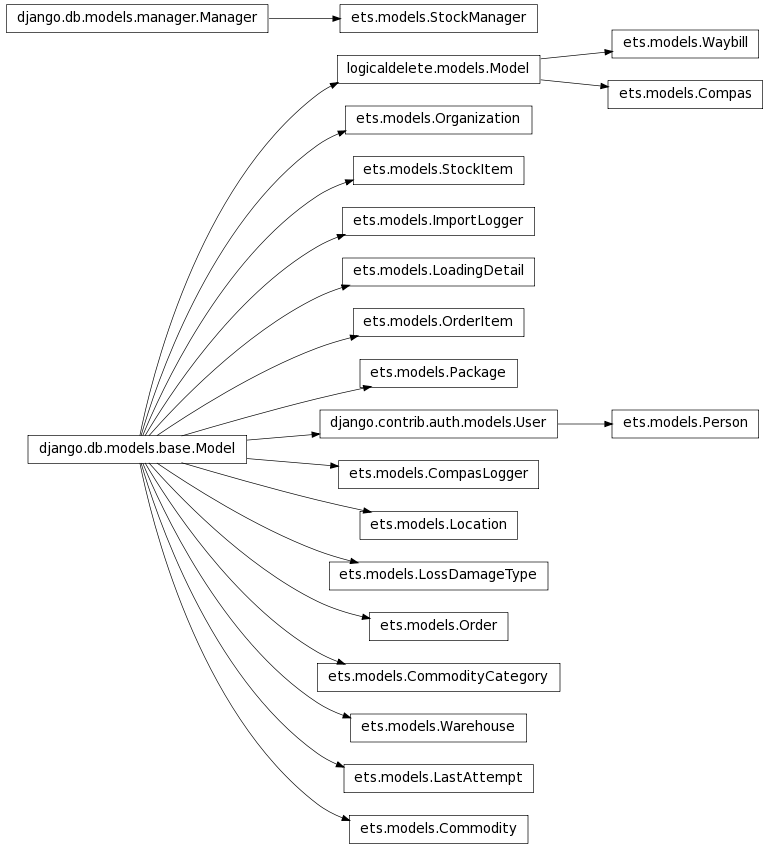 django.db.models.manager.Manager
ets.models.StockManager
ets.models.Waybill
logicaldelete.models.Model
ets.models.Compas
ets.models.Organization
ets.models.StockItem
ets.models.ImportLogger
ets.models.LoadingDetail
ets.models.OrderItem
ets.models.Package
django.contrib.auth.models.User
ets.models.Person
django.db.models.base.Model
ets.models.CompasLogger
ets.models.Location
ets.models.LossDamageType
ets.models.Order
ets.models.CommodityCategory
ets.models.Warehouse
ets.models.LastAttempt
ets.models.Commodity